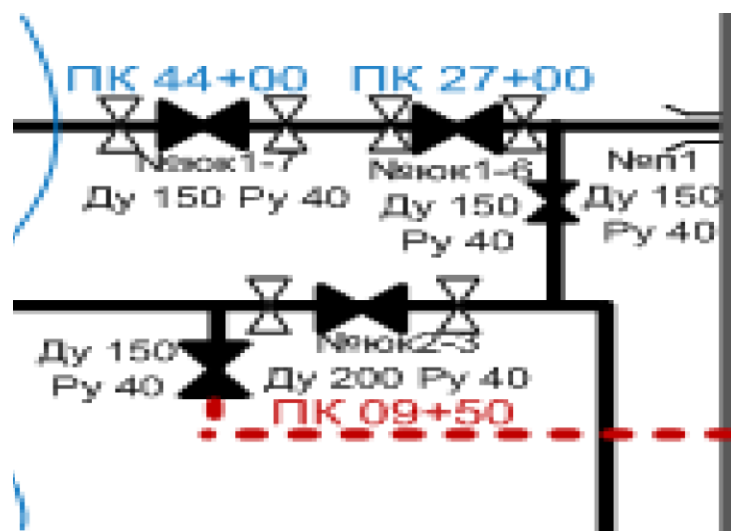 ПК 44+00 ПК 27+00
№юк1-7 №юк1-6 №п1
Ду 150 Ру 40 Ду 150 Ду 150
Ру 40 Ру 40
№юк2-3
Ду 150 Ду 200 Ру 40
Ру 40
ПК 09+50